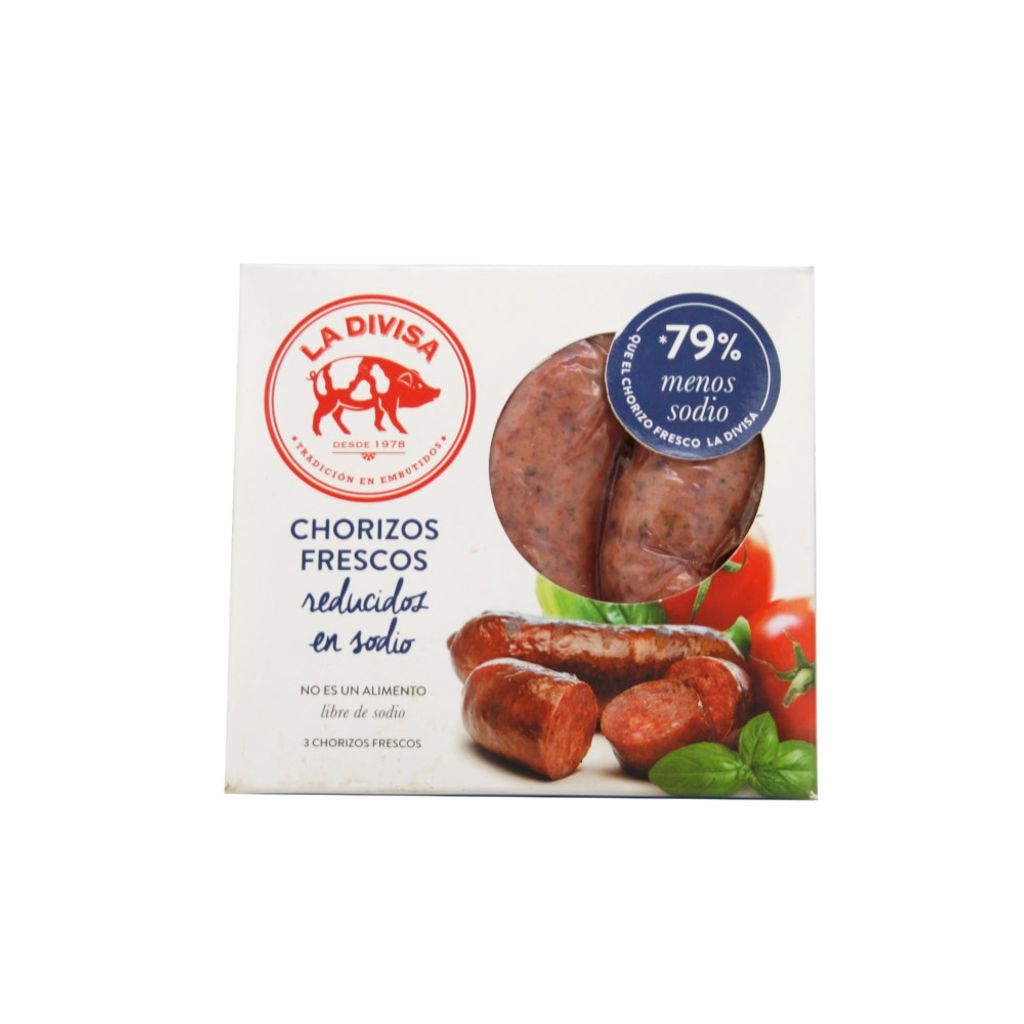 LA DIVISA
DESDE 1978
• TRADICIÓN EN EMBUTIDOS •
CHORIZOS
FRESCOS
reducidos
en sodio
NO ES UN ALIMENTO
libre de sodio
3 CHORIZOS FRESCOS
*79%
menos
sodio
QUE EL CHORIZO FRESCO LA DIVISA